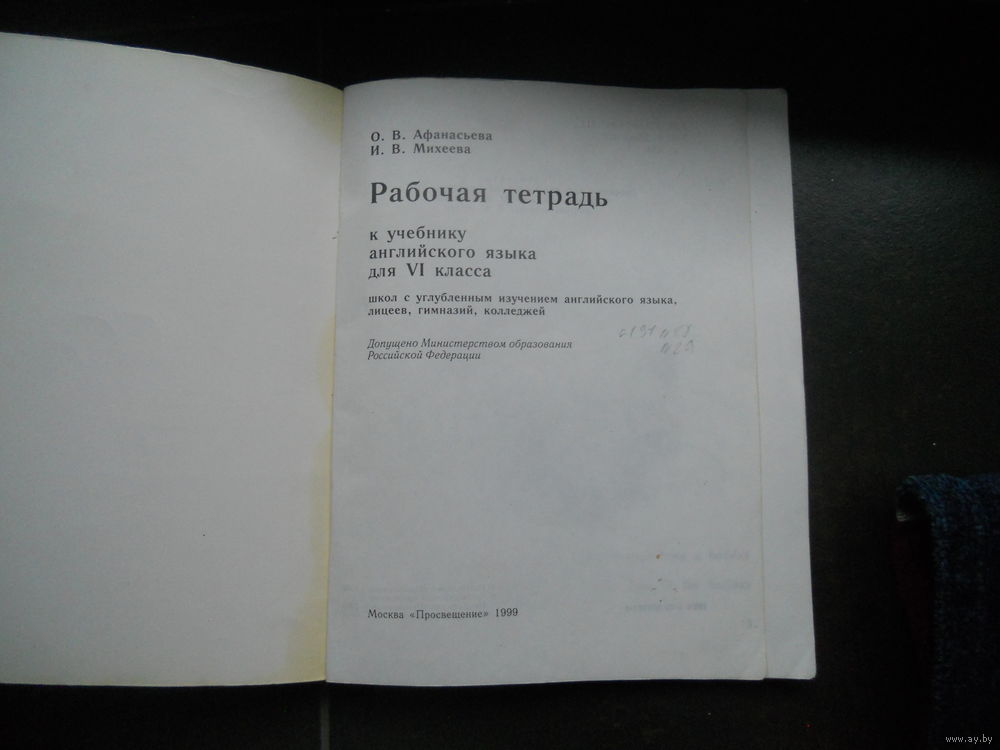 О. В. Афанасьева
И. В. Михеева
Рабочая тетрадь
к учебнику
английского языка
для VI класса
школ с углубленным изучением английского языка,
лицеев, гимназий, колледжей
Допущено Министерством образования
Российской Федерации
Москва «Просвещение» 1999
www.ay.by